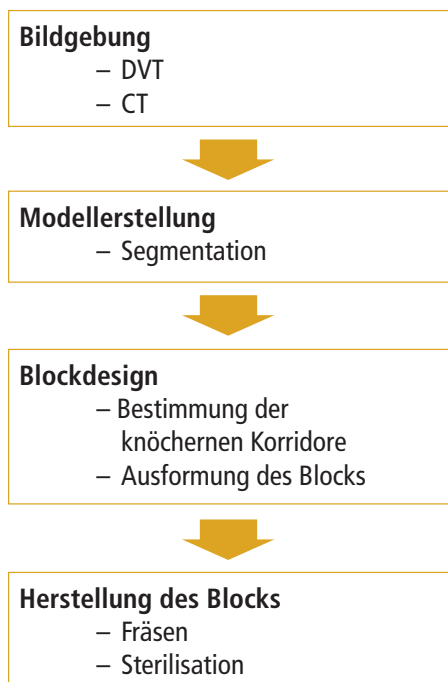 Bildgebung
– DVT
– CT
Modellerstellung
– Segmentation
Blockdesign
– Bestimmung der
knöchernen Korridore
– Ausformung des Blocks
Herstellung des Blocks
– Fräsen
– Sterilisation